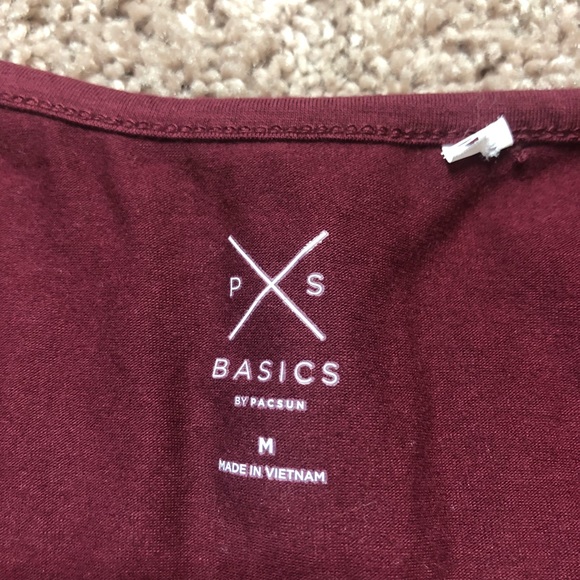 P S
BASICS
BY PACSUN
M
MADE IN VIETNAM